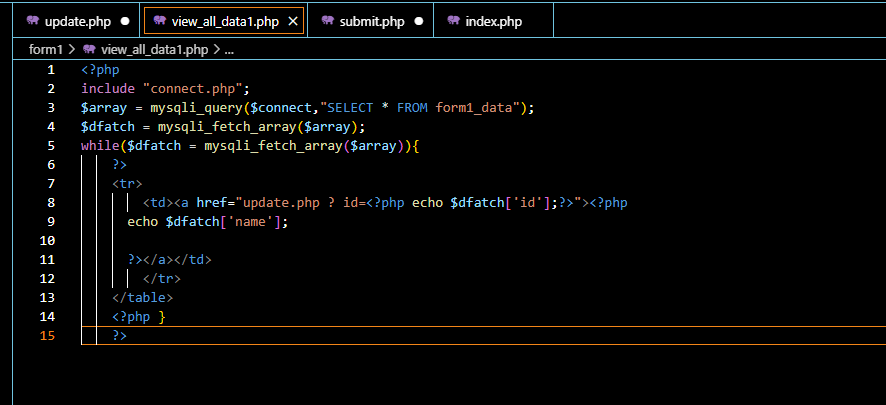 update.php view_all_data1.php submit.php index.php
form1 > view_all_data1.php > ...
1 <?php
2 include "connect.php";
3 $array = mysqli_query($connect,"SELECT * FROM form1_data");
4 $dfatch = mysqli_fetch_array($array);
5 while($dfatch = mysqli_fetch_array($array)){
6 ?>
7 <tr>
8 <td><a href="update.php ? id=<?php echo $dfatch['id'];?>"><?php
9 echo $dfatch['name'];
10
11 ?></a></td>
12 </tr>
13 </table>
14 <?php }
15 ?>